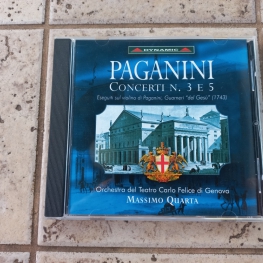 DYNAMIC
PAGANINI
CONCERTI N. 3 E 5
Eseguiti sul violino di Paganini, Guarneri "del Gesù" (1743)
Orchestra del Teatro Carlo Felice di Genova
MASSIMO QUARTA